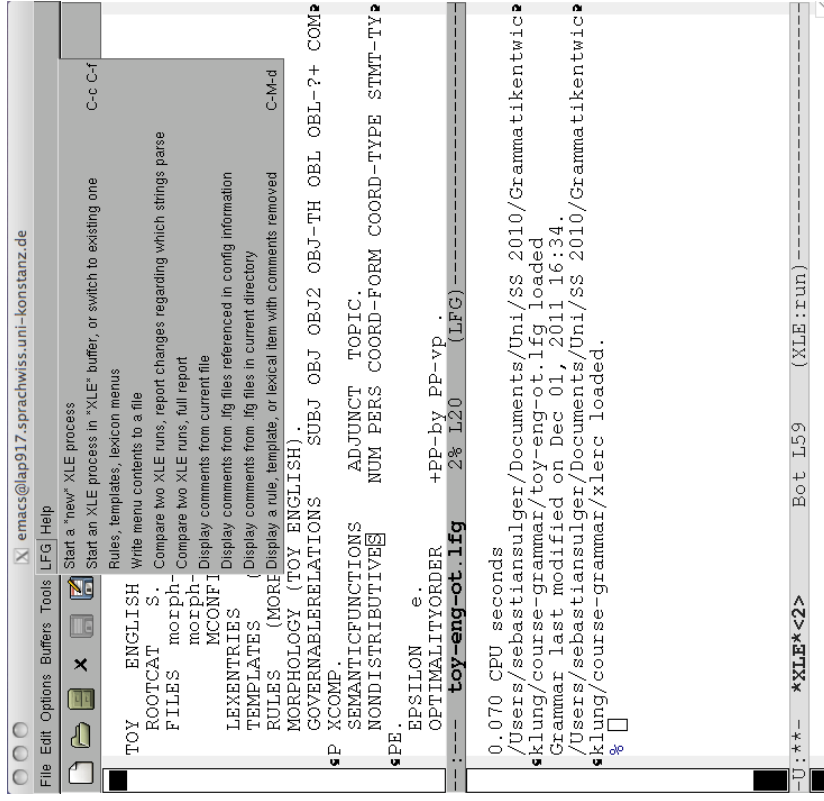 emacs@lap917.sprachwiss.uni-konstanz.de
File Edit Options Buffers Tools LFG Help
Start a "new" XLE process
Start an XLE process in "XLE" buffer, or switch to existing one C-c C-f
Rules, templates, lexicon menus
Write menu contents to a file
Compare two XLE runs, report changes regarding which strings parse
Compare two XLE runs, full report
Display comments from current file
Display comments from .lfg files referenced in config information
Display comments from .lfg files in current directory
Display a rule, template, or lexical item with comments removed C-M-d
TOY ENGLISH
ROOTCAT S.
FILES morph-
morph-
MCONFI
LEXENTRIES (
TEMPLATES (
RULES (MORP
MORPHOLOGY (TOY ENGLISH).
GOVERNABLERELATIONS SUBJ OBJ OBJ2 OBJ-TH OBL OBL-?+ COM
P XCOMP.
SEMANTICFUNCTIONS ADJUNCT TOPIC.
NONDISTRIBUTIVES NUM PERS COORD-FORM COORD-TYPE STMT-TY
PE.
EPSILON e.
OPTIMALITYORDER +PP-by PP-vp .
-:--- toy-eng-ot.lfg 2% L20 (LFG)
0.070 CPU seconds
/Users/sebastiansulger/Documents/Uni/SS 2010/Grammatikentwic
klung/course-grammar/toy-eng-ot.lfg loaded
Grammar last modified on Dec 01, 2011 16:34.
/Users/sebastiansulger/Documents/Uni/SS 2010/Grammatikentwic
klung/course-grammar/xlerc loaded.
%
-U:**- *XLE*<2> Bot L59 (XLE:run)